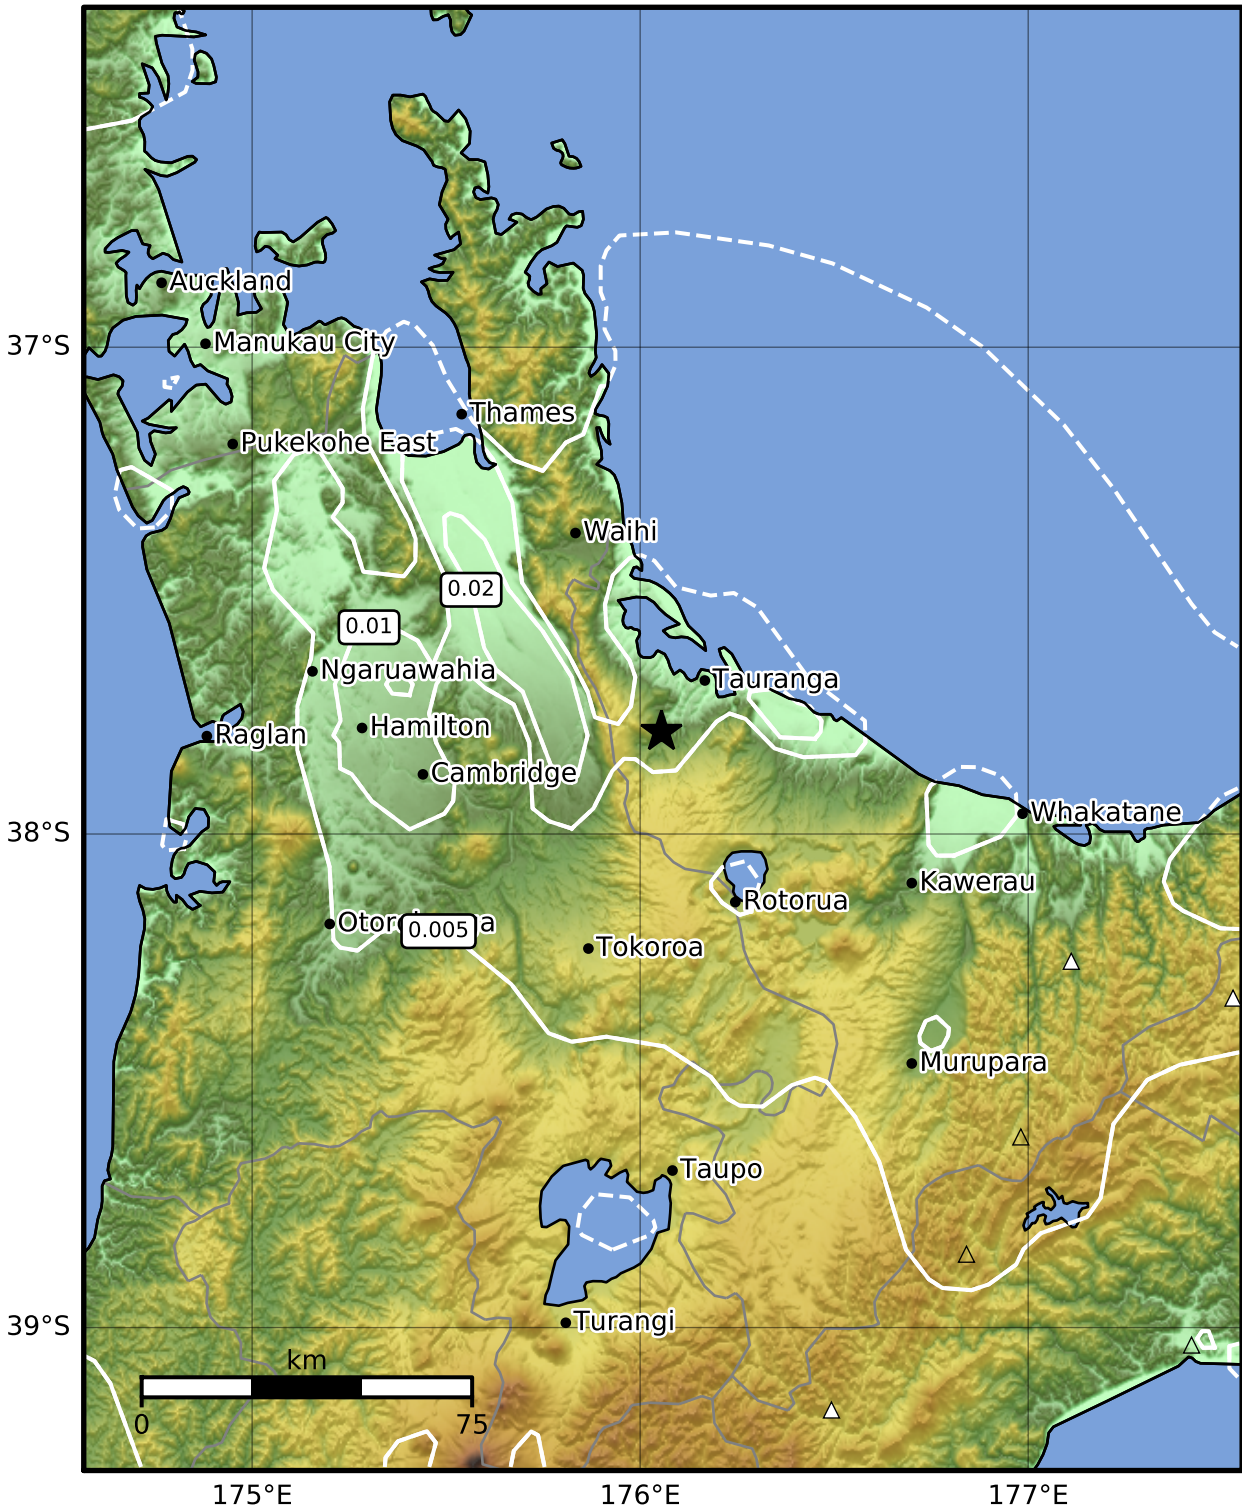 Auckland
37°S
Manukau City
Thames
Pukekohe East
Waihi
0.02
0.01
Ngaruawahia
Tauranga
Hamilton
Raglan
Cambridge
Whakatane
38°S
Kawerau
Rotorua
0.005
Tokoroa
Murupara
Taupo
39°S
Turangi
km
0
75
175°E
176°E
177°E